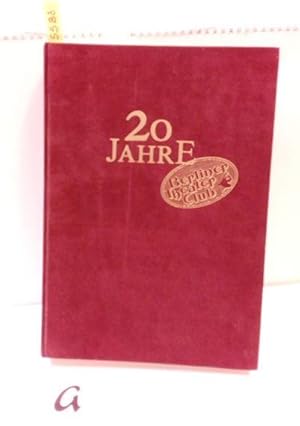 20
JAHRE
Berliner
Theater
Club
G